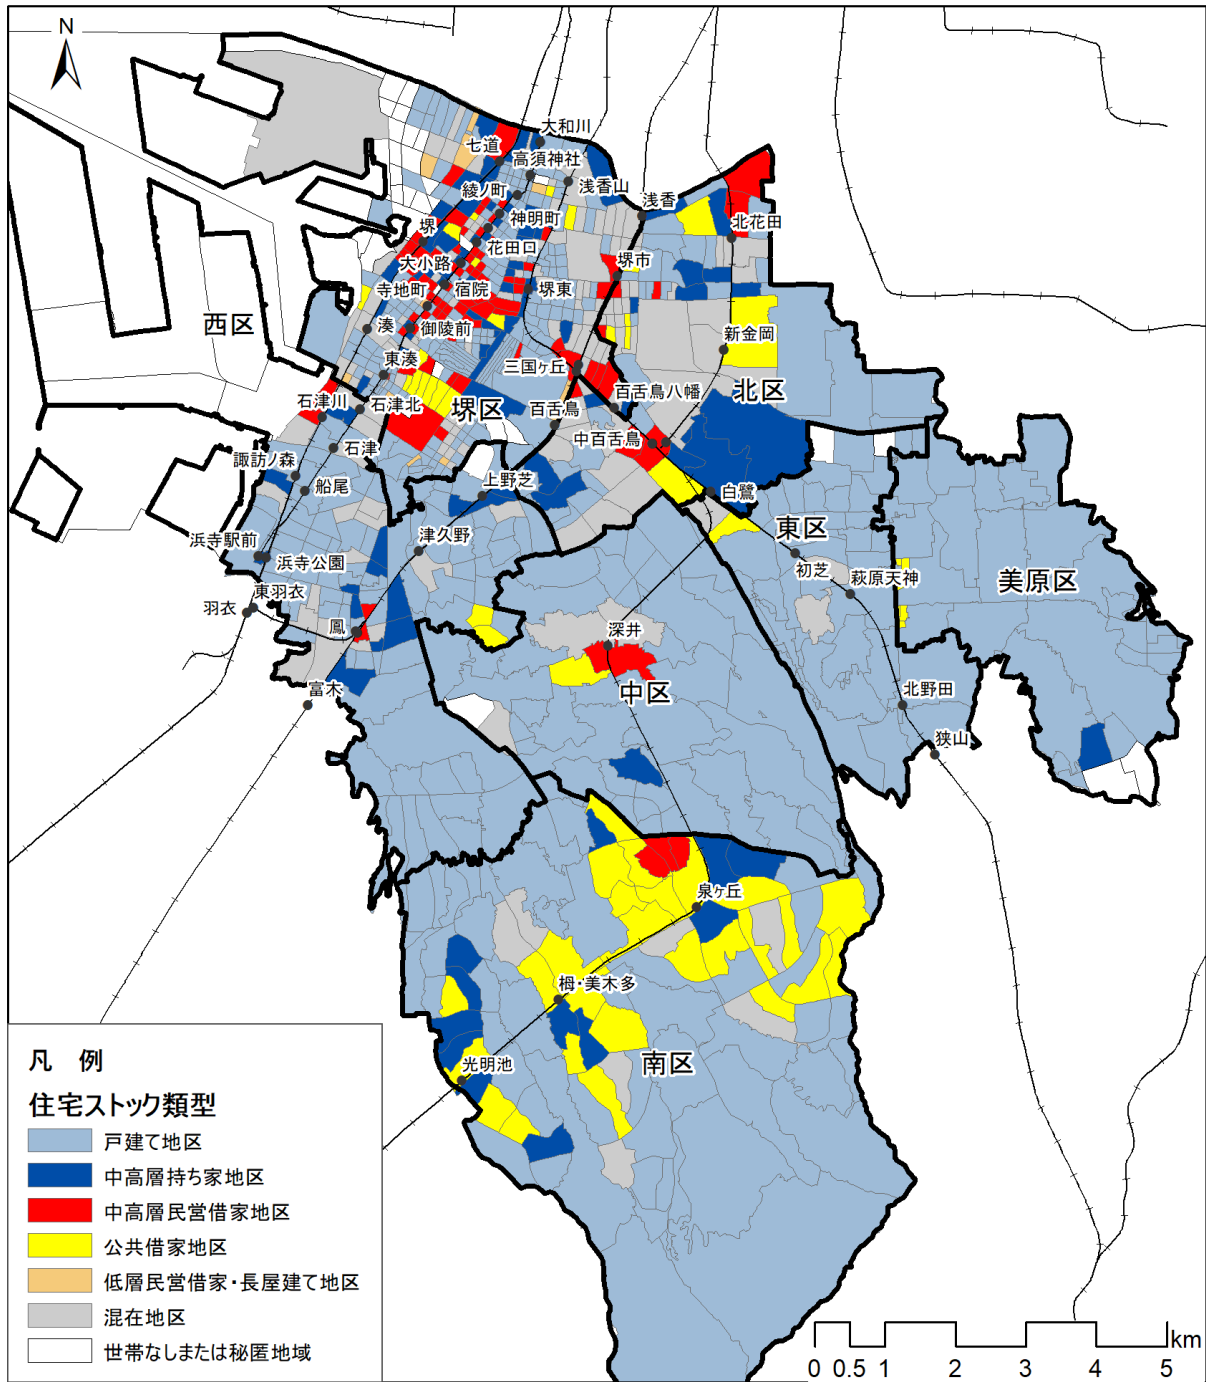 N
大和川
七道
高須神社
綾ノ町
浅香山
浅香
神明町
北花田
堺
花田口
大小路
堺市
寺地町
宿院
堺東
西区
湊
御陵前
新金岡
東湊
三国ヶ丘
北区
百舌鳥八幡
石津川
石津北
堺区
百舌鳥
中百舌鳥
石津
諏訪ノ森
船尾
上野芝
白鷺
東区
浜寺駅前
浜寺公園
津久野
初芝
萩原天神
美原区
東羽衣
羽衣
鳳
深井
中区
富木
北野田
狭山
泉ヶ丘
栂・美木多
光明池
南区
凡 例
住宅ストック類型
戸建て地区
中高層持ち家地区
中高層民営借家地区
公共借家地区
低層民営借家・長屋建て地区
混在地区
世帯なしまたは秘匿地域
km
0 0.5 1 2 3 4 5